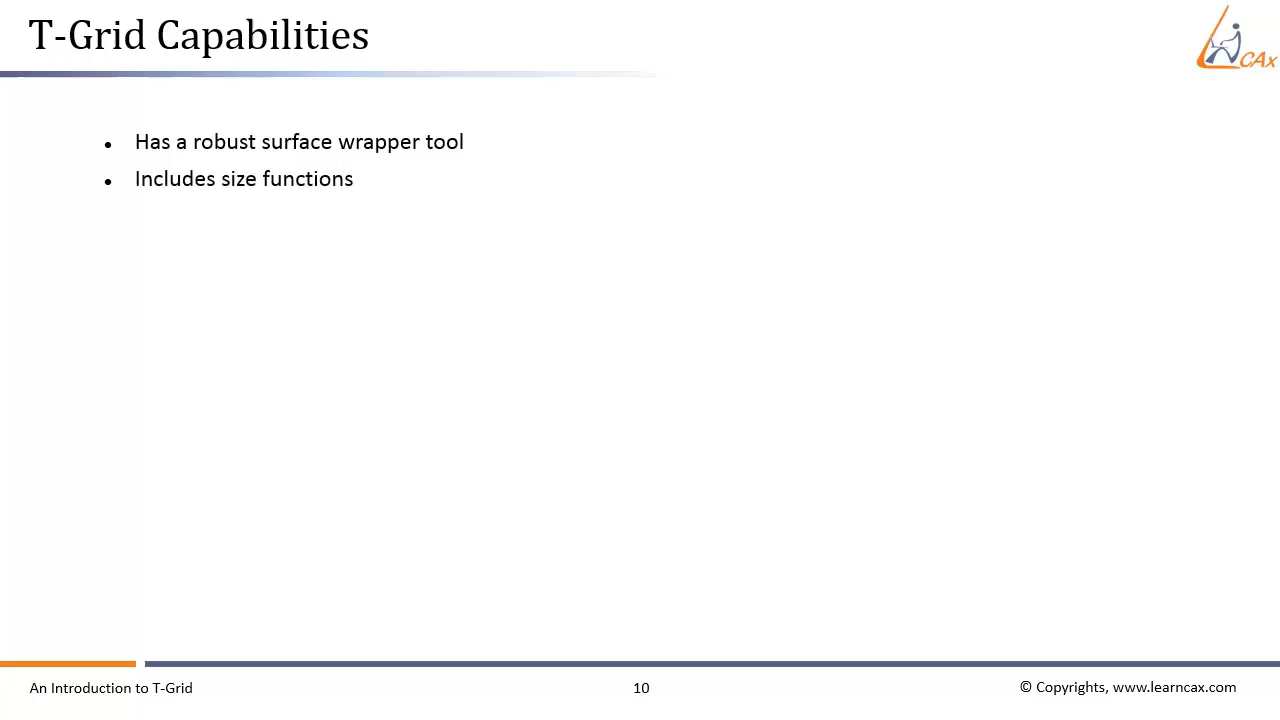 T-Grid Capabilities
CAx
• Has a robust surface wrapper tool
• Includes size functions
An Introduction to T-Grid
10
© Copyrights, www.learncax.com